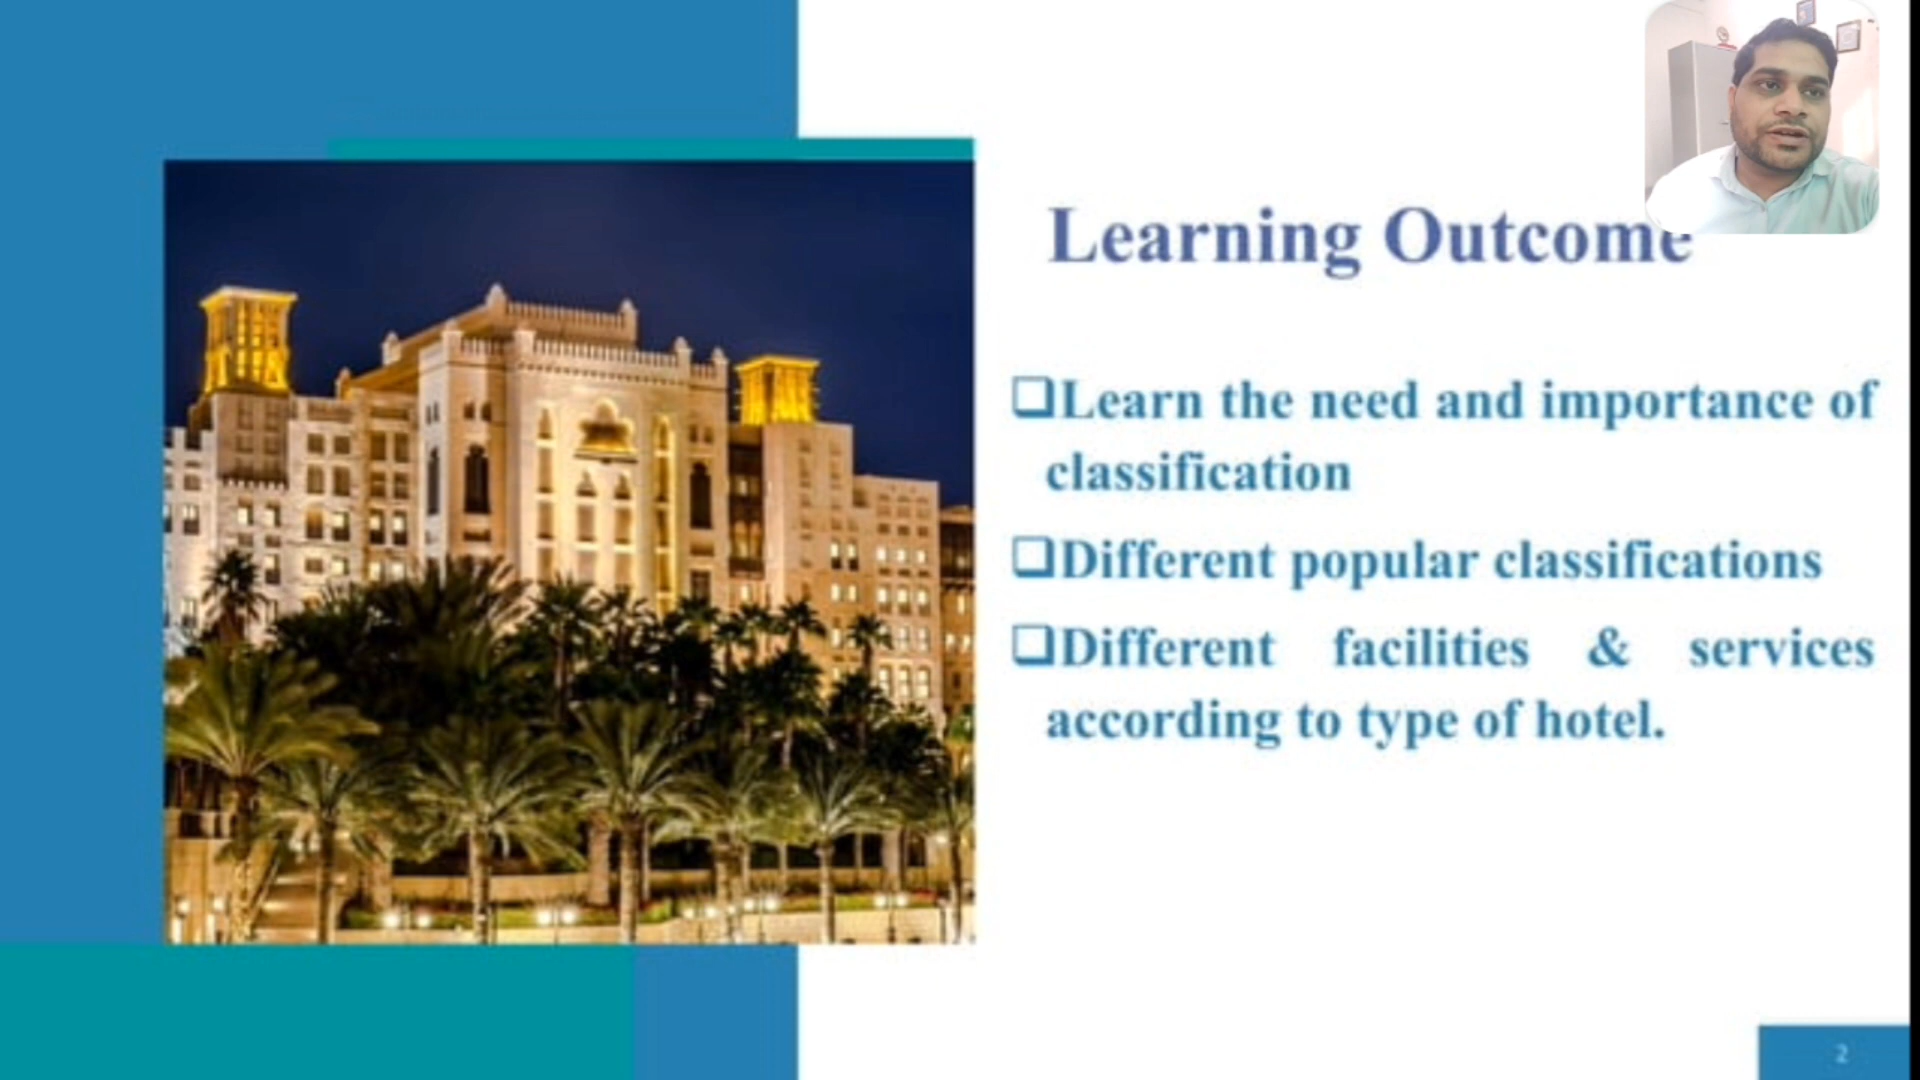 Learning Outcome
❑Learn the need and importance of
classification
❑Different popular classifications
❑Different facilities & services
according to type of hotel.
2